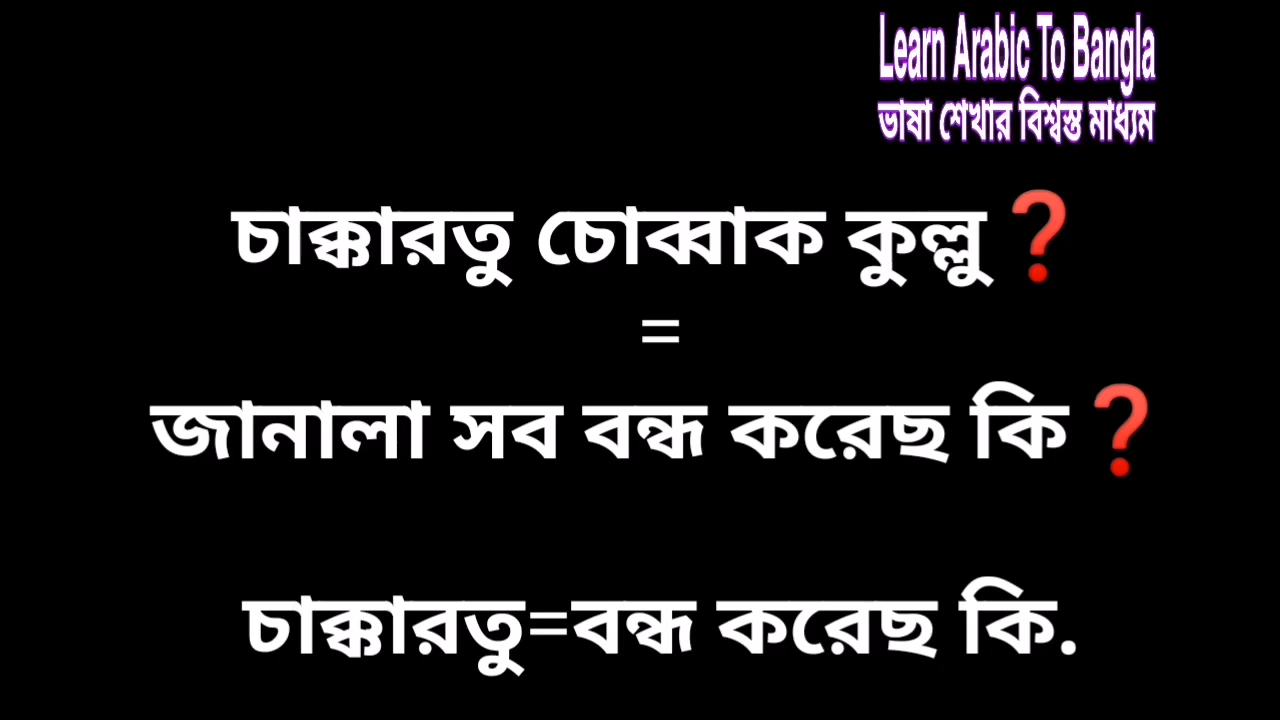 Learn Arabic To Bangla
ভাষা শেখার বিশ্বস্ত মাধ্যম
চাক্কারতু চোব্বাক কুল্লু❓
=
জানালা সব বন্ধ করেছ কি❓
চাক্কারতু=বন্ধ করেছ কি.